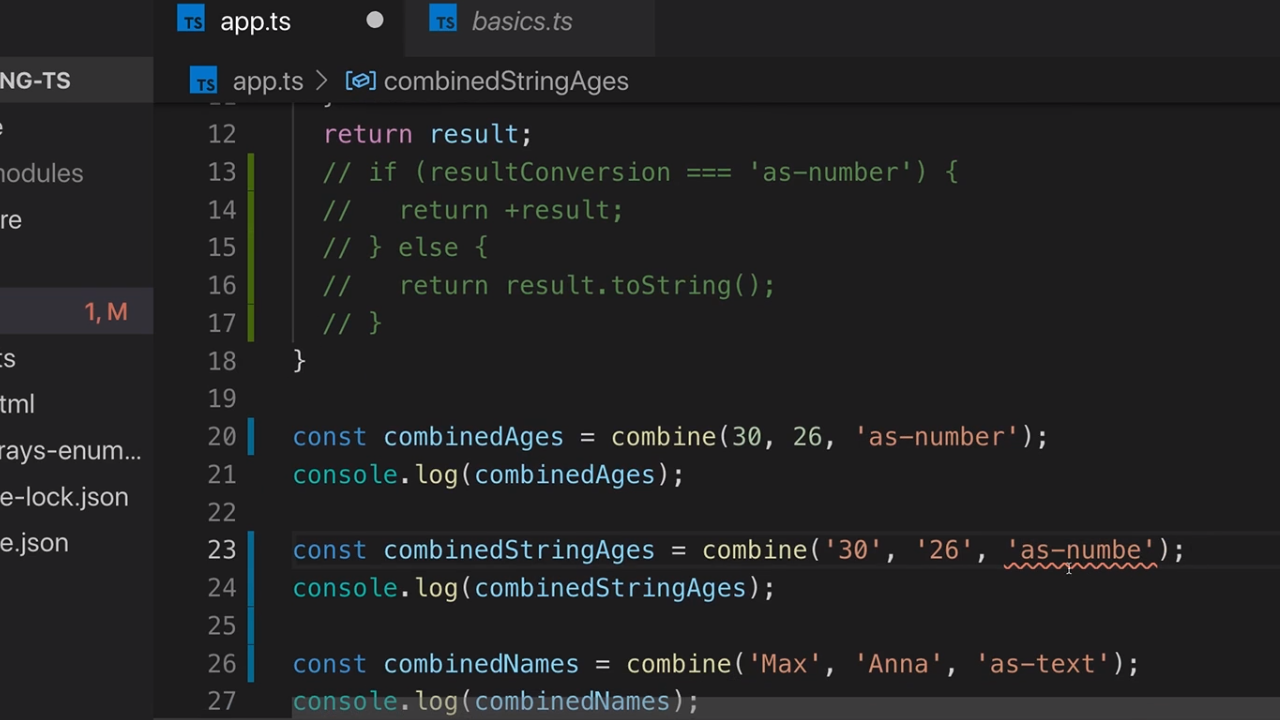 TS app.ts ● TS basics.ts
NG-TS
TS app.ts > combinedStringAges
e
12 return result;
13 // if (resultConversion === 'as-number') {
nodules
14 //   return +result;
re
15 // } else {
16 //   return result.toString();
1, M
17 // }
ts
18 }
19
tml
20 const combinedAges = combine(30, 26, 'as-number');
rays-enum...
21 console.log(combinedAges);
e-lock.json
22
e.json
23 const combinedStringAges = combine('30', '26', 'as-numbe');
24 console.log(combinedStringAges);
25
26 const combinedNames = combine('Max', 'Anna', 'as-text');
27 console.log(combinedNames);